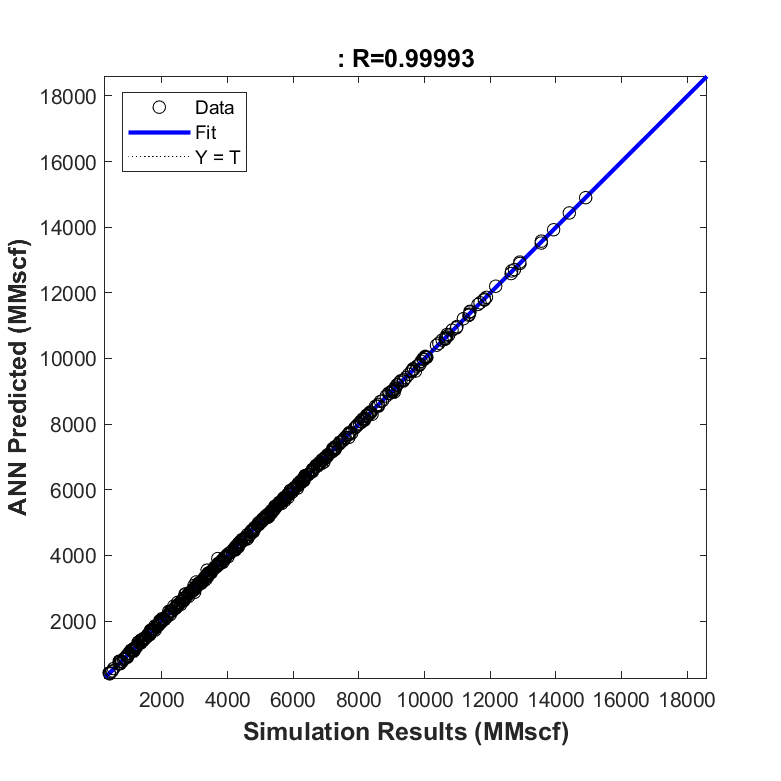 : R=0.99993
Data
Fit
Y = T
18000
16000
14000
12000
10000
8000
6000
4000
2000
ANN Predicted (MMscf)
2000 4000 6000 8000 10000 12000 14000 16000 18000
Simulation Results (MMscf)